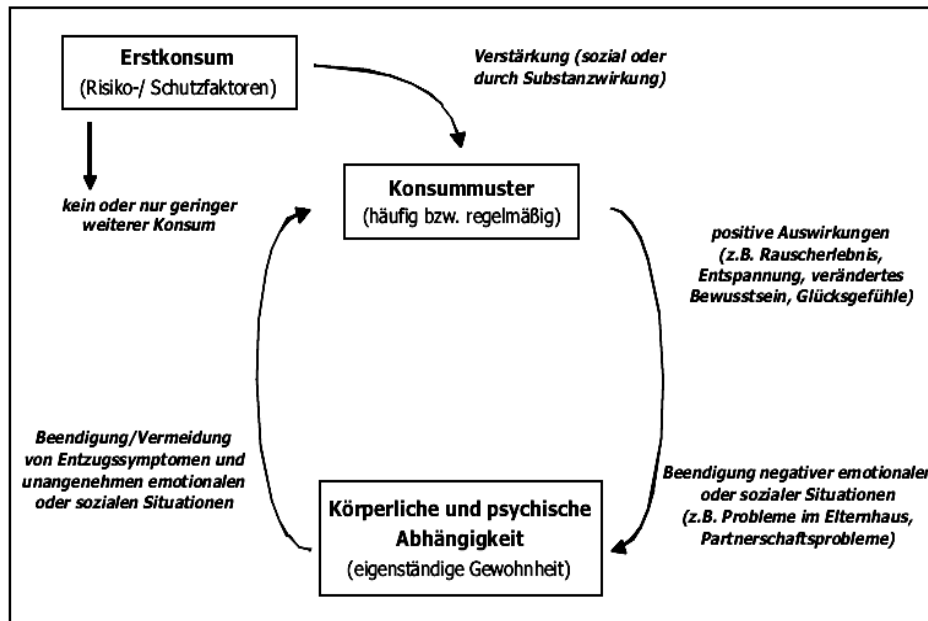 Erstkonsum
(Risiko-/ Schutzfaktoren)
Verstärkung (sozial oder
durch Substanzwirkung)
kein oder nur geringer
weiterer Konsum
Konsummuster
(häufig bzw. regelmäßig)
positive Auswirkungen
(z.B. Rauscherlebnis,
Entspannung, verändertes
Bewusstsein, Glücksgefühle)
Beendigung/Vermeidung
von Entzugssymptomen und
unangenehmen emotionalen
oder sozialen Situationen
Körperliche und psychische
Abhängigkeit
(eigenständige Gewohnheit)
Beendigung negativer emotionaler
oder sozialer Situationen
(z.B. Probleme im Elternhaus,
Partnerschaftsprobleme)